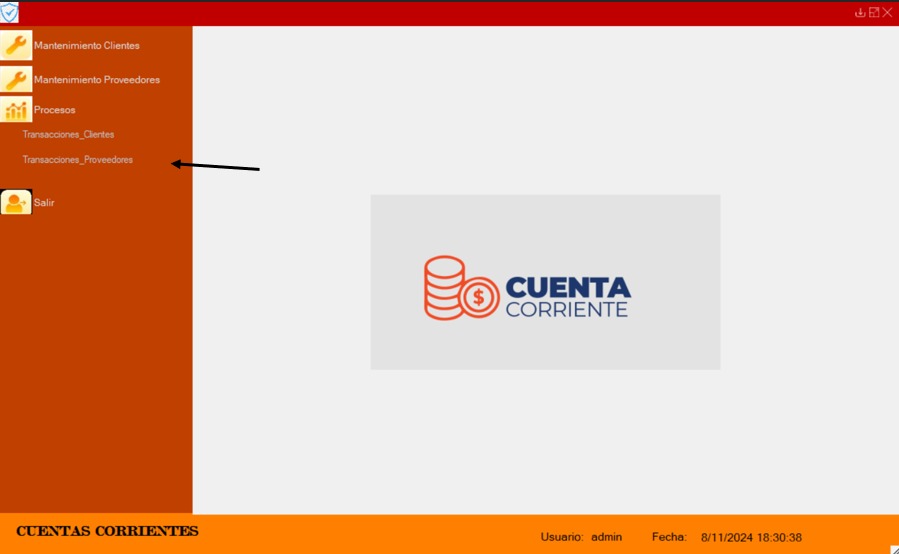 Mantenimiento Clientes
Mantenimiento Proveedores
Procesos
Transacciones_Clientes
Transacciones_Proveedores
Salir
$
CUENTA
CORRIENTE
CUENTAS CORRIENTES
Usuario: admin Fecha: 8/11/2024 18:30:38